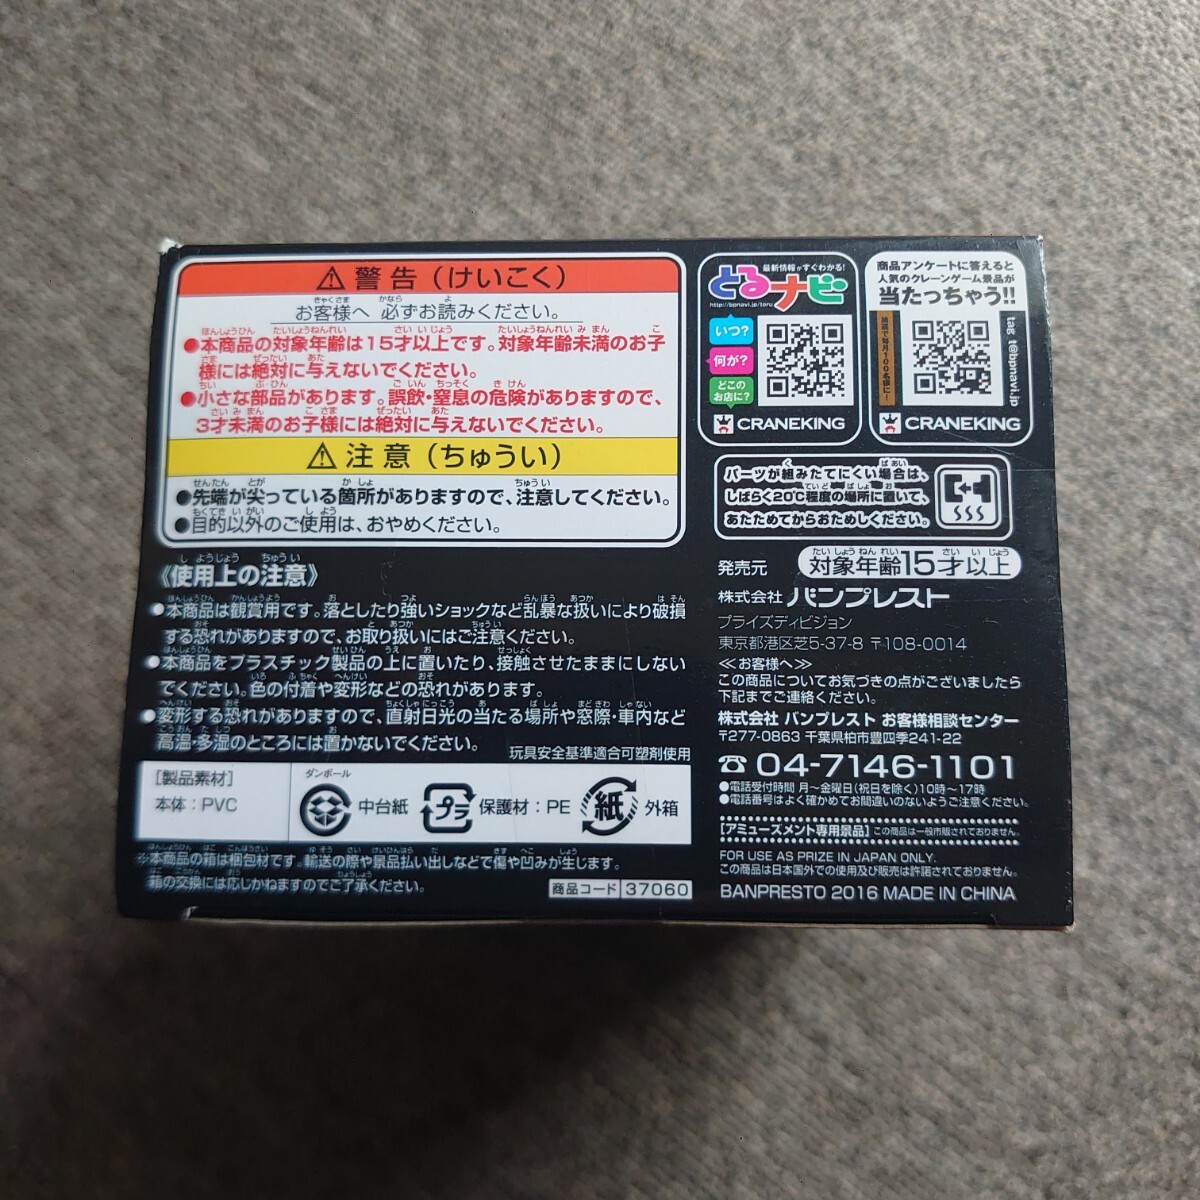 ⚠警告(けいこく)
お客様へ 必ずお読みください。
●本商品の対象年齢は15才以上です。対象年齢未満のお子
様には絶対に与えないでください。
●小さな部品があります。誤飲・窒息の危険がありますので、
3才未満のお子様には絶対に与えないでください。
⚠注意(ちゅうい)
●先端が尖っている箇所がありますので、注意してください。
●目的以外のご使用は、おやめください。
《使用上の注意》
●本商品は観賞用です。落としたり強いショックなど乱暴な扱いにより破損
する恐れがありますので、お取り扱いにはご注意ください。
●本商品をプラスチック製品の上に置いたり、接触させたままにしない
でください。色の付着や変形などの恐れがあります。
●変形する恐れがありますので、直射日光の当たる場所や窓際・車内など
高温・多湿のところには置かないでください。
玩具安全基準適合可塑剤使用
[製品素材]
本体:PVC
ダンボール
中台紙
プラ
保護材:PE
紙
外箱
※本商品の箱は梱包材です。輸送の際や景品払い出しなどで傷や凹みが生じます。
箱の交換には応じかねますのでご了承ください。
商品コード 37060
最新情報がすぐわかる!
とるナビ
http://bpnavi.jp/toru
いつ?
何が?
どこの
お店に?
CRANEKING
商品アンケートに答えると
人気のクレーンゲーム景品が
当たっちゃう!!
抽選で毎月100名様に!
tag_t@bpnavi.jp
CRANEKING
パーツが組みたてにくい場合は、
しばらく20℃程度の場所に置いて、
あたためてからおためしください。
発売元
対象年齢15才以上
株式会社 バンプレスト
プライズディビジョン
東京都港区芝5-37-8 〒108-0014
≪お客様へ≫
この商品についてお気づきの点がございましたら
下記までご連絡ください。
株式会社 バンプレスト お客様相談センター
〒277-0863 千葉県柏市豊四季241-22
☎04-7146-1101
●電話受付時間 月～金曜日(祝日を除く)10時～17時
●電話番号はよく確かめてお間違いのないようご注意ください。
[アミューズメント専用景品] この商品は一般市販されておりません。
FOR USE AS PRIZE IN JAPAN ONLY.
この商品は日本国外での使用及び販売は許諾されておりません。
BANPRESTO 2016 MADE IN CHINA